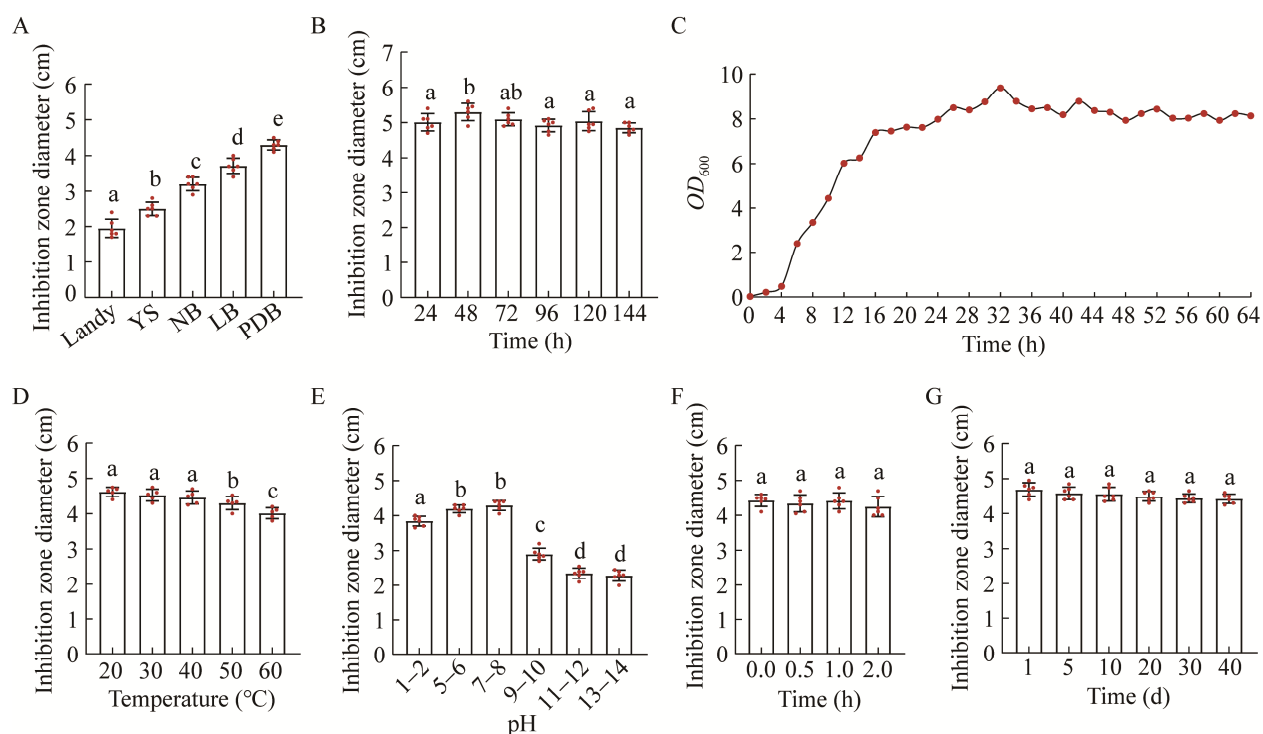 A
Inhibition zone diameter (cm)
6
5
4
3
2
1
0
a
b
c
d
e
Landy
YS
NB
LB
PDB
B
Inhibition zone diameter (cm)
7
6
5
4
3
2
1
0
a
b
ab
a
a
a
24 48 72 96 120 144
Time (h)
C
OD600
10
8
6
4
2
0
0 4 8 12 16 20 24 28 32 36 40 44 48 52 56 60 64
Time (h)
D
Inhibition zone diameter (cm)
6
5
4
3
2
1
0
a
a
a
b
c
20 30 40 50 60
Temperature (°C)
E
Inhibition zone diameter (cm)
6
5
4
3
2
1
0
a
b
b
c
d
d
1–2
5–6
7–8
9–10
11–12
13–14
pH
F
Inhibition zone diameter (cm)
6
5
4
3
2
1
0
a
a
a
a
0.0 0.5 1.0 2.0
Time (h)
G
Inhibition zone diameter (cm)
6
5
4
3
2
1
0
a
a
a
a
a
a
1 5 10 20 30 40
Time (d)